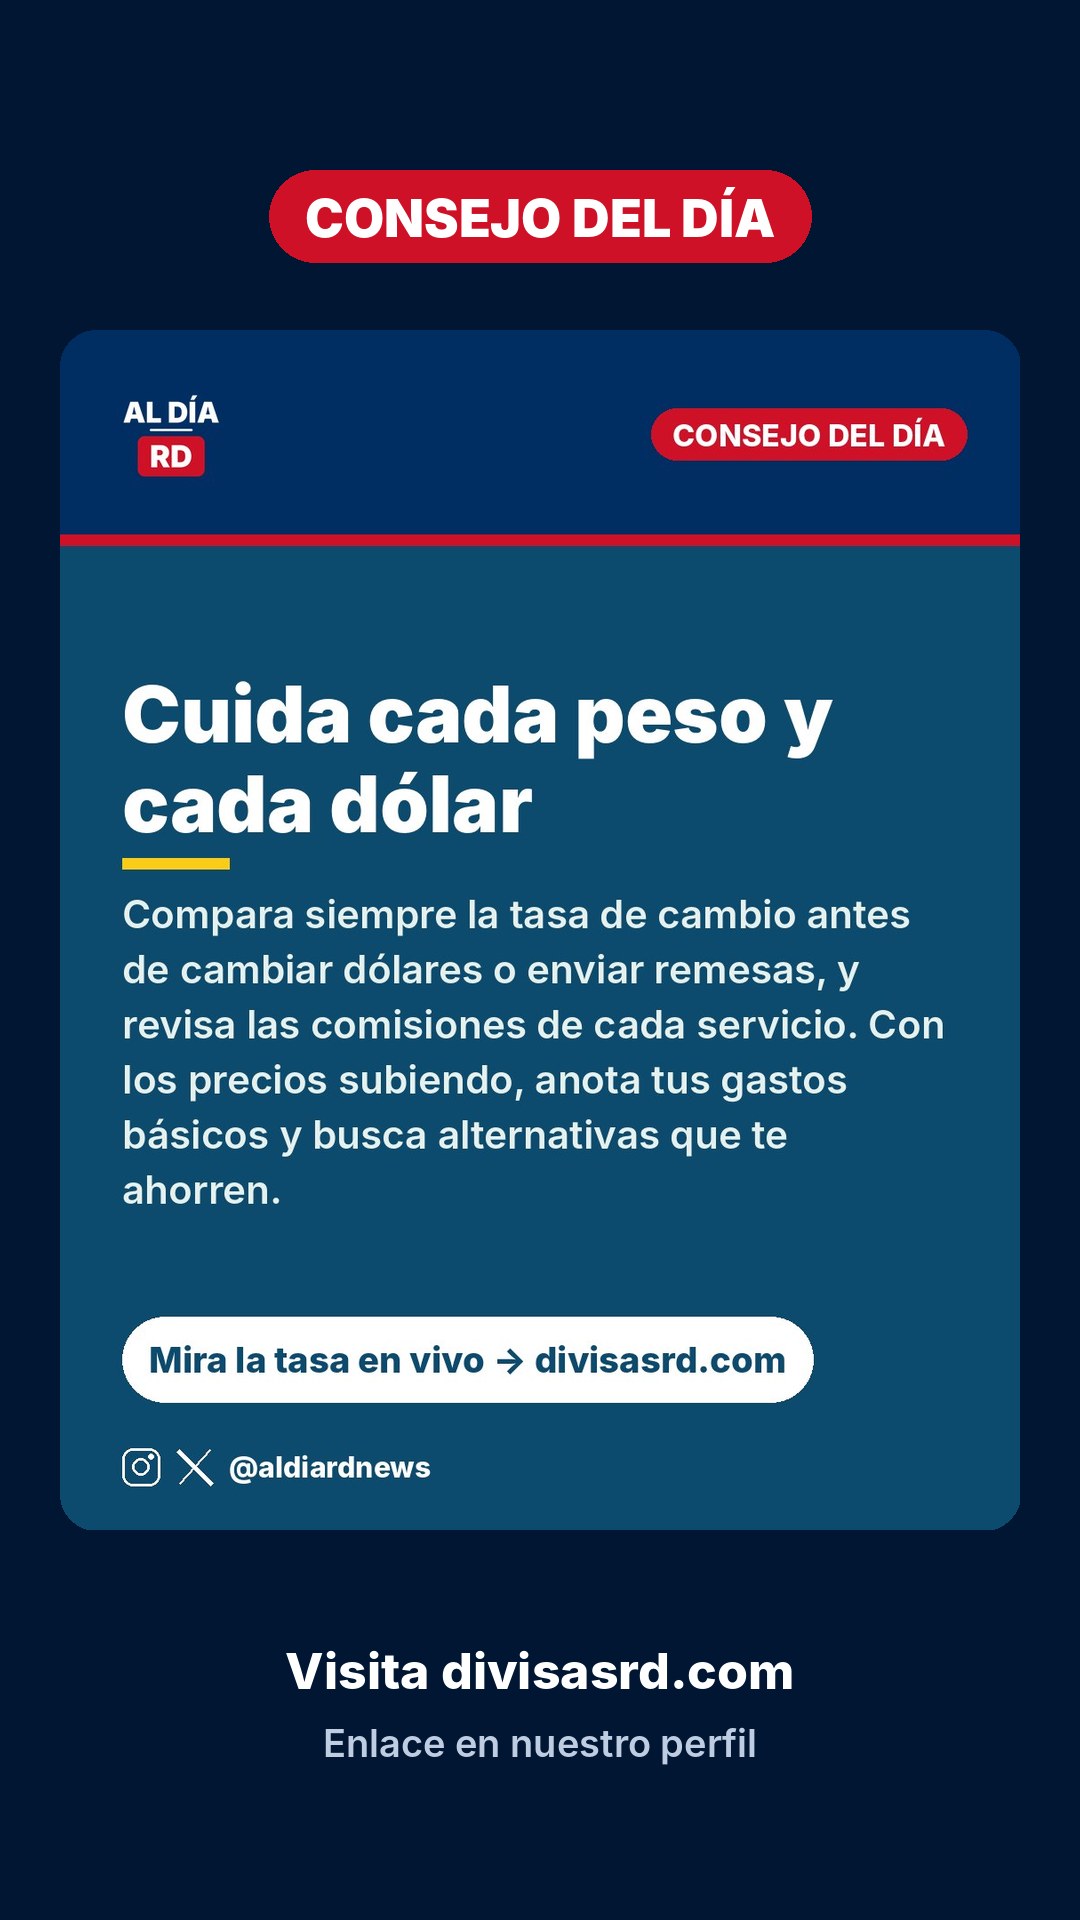 CONSEJO DEL DÍA
AL DÍA
RD
CONSEJO DEL DÍA
Cuida cada peso y
cada dólar
Compara siempre la tasa de cambio antes
de cambiar dólares o enviar remesas, y
revisa las comisiones de cada servicio. Con
los precios subiendo, anota tus gastos
básicos y busca alternativas que te
ahorren.
Mira la tasa en vivo → divisasrd.com
@aldiardnews
Visita divisasrd.com
Enlace en nuestro perfil